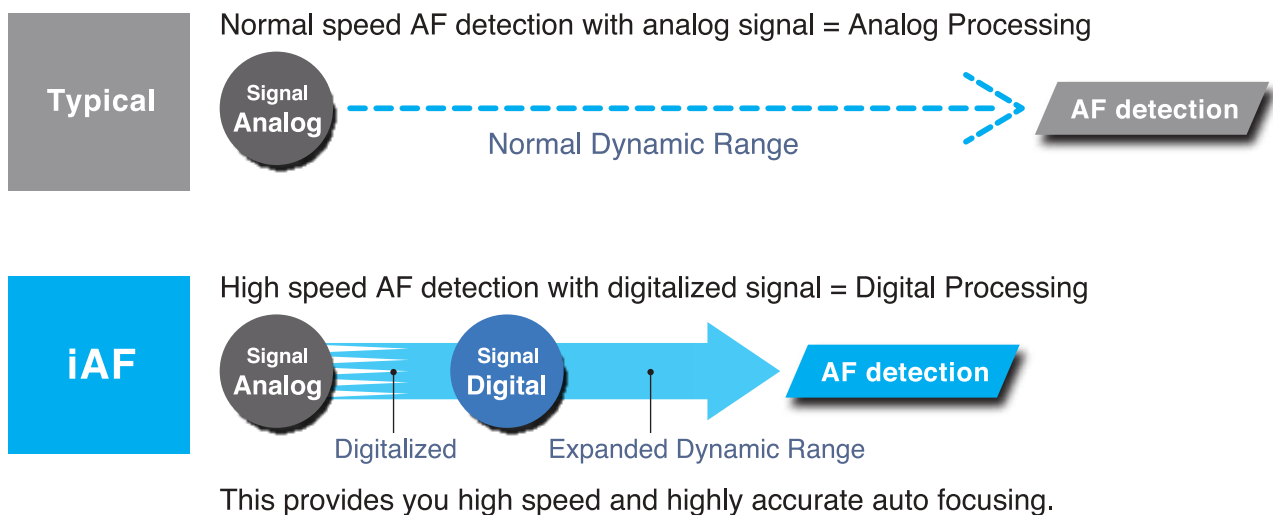 Normal speed AF detection with analog signal = Analog Processing
Typical
Signal
Analog
AF detection
Normal Dynamic Range
High speed AF detection with digitalized signal = Digital Processing
iAF
Signal
Analog
Signal
Digital
AF detection
Digitalized
Expanded Dynamic Range
This provides you high speed and highly accurate auto focusing.